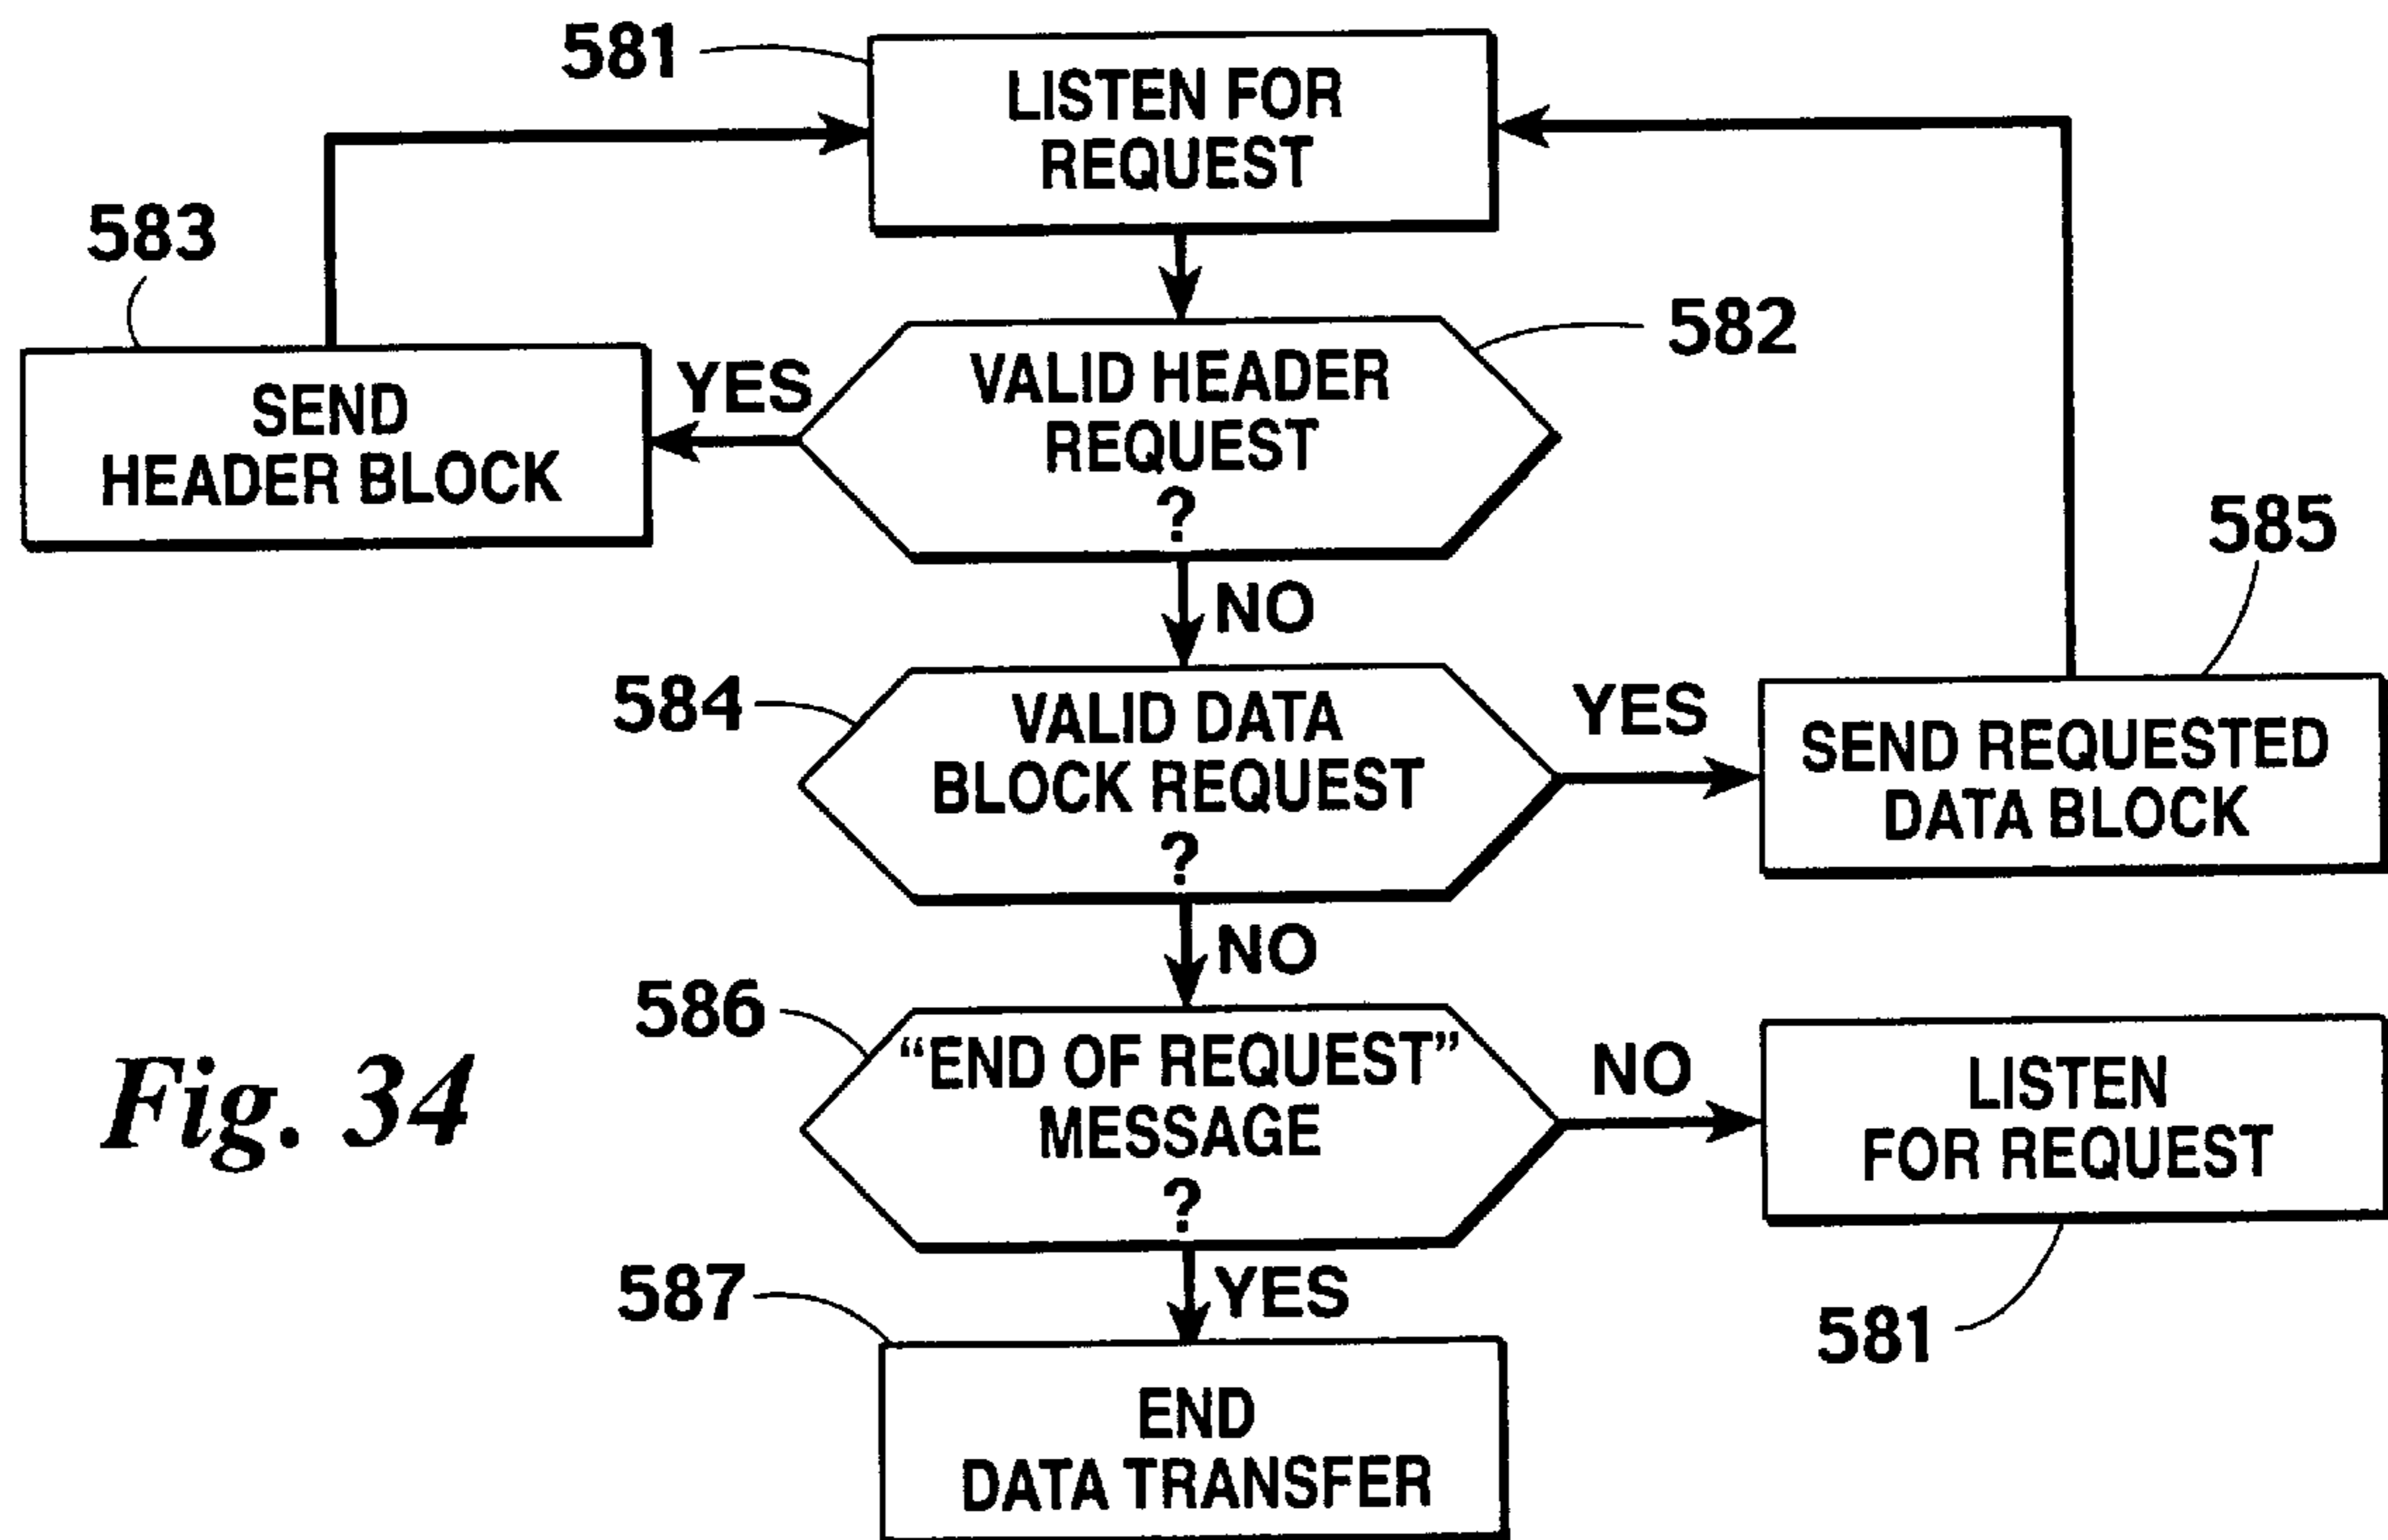 581
LISTEN FOR
REQUEST
583
582
VALID HEADER
REQUEST
?
YES
SEND
HEADER BLOCK
NO
585
584
VALID DATA
BLOCK REQUEST
?
YES
SEND REQUESTED
DATA BLOCK
NO
586
“END OF REQUEST”
MESSAGE
?
NO
LISTEN
FOR REQUEST
581
Fig. 34
YES
587
END
DATA TRANSFER